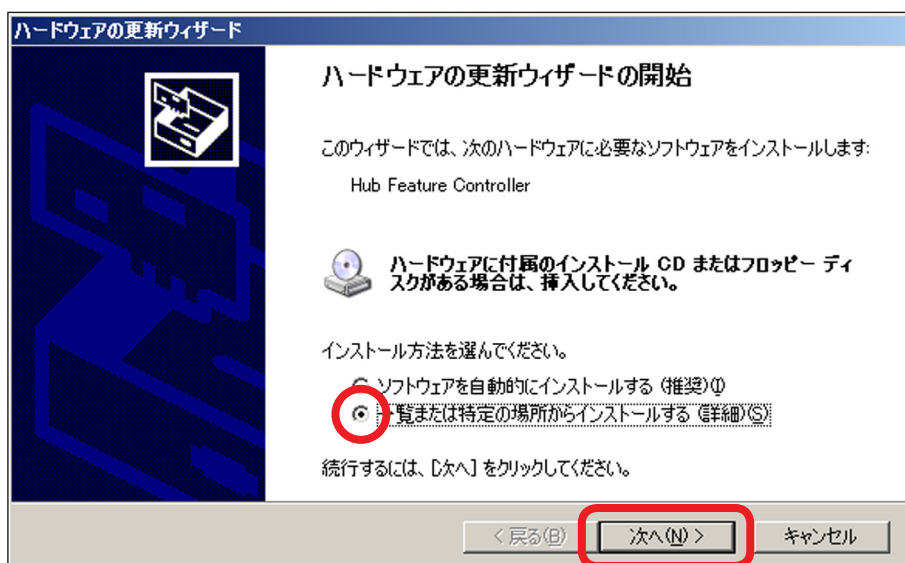 ハードウェアの更新ウィザード
ハードウェアの更新ウィザードの開始
このウィザードでは、次のハードウェアに必要なソフトウェアをインストールします:
Hub Feature Controller
ハードウェアに付属のインストール CD またはフロッピー ディ
スクがある場合は、挿入してください。
インストール方法を選んでください。
ソフトウェアを自動的にインストールする (推奨)(I)
一覧または特定の場所からインストールする (詳細)(S)
続行するには、[次へ] をクリックしてください。
< 戻る(B)
次へ(N) >
キャンセル